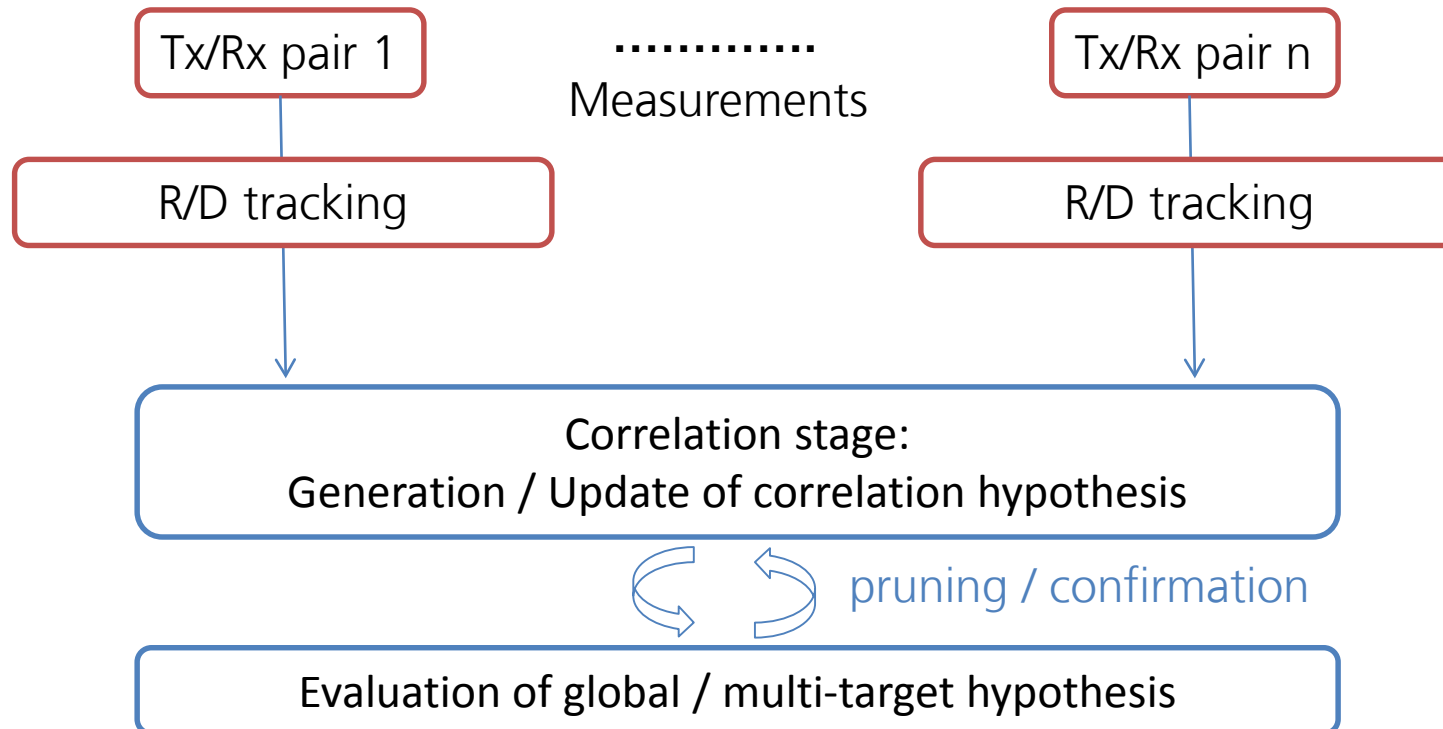 Tx/Rx pair 1
.............
Tx/Rx pair n
Measurements
R/D tracking
R/D tracking
Correlation stage:
Generation / Update of correlation hypothesis
pruning / confirmation
Evaluation of global / multi-target hypothesis